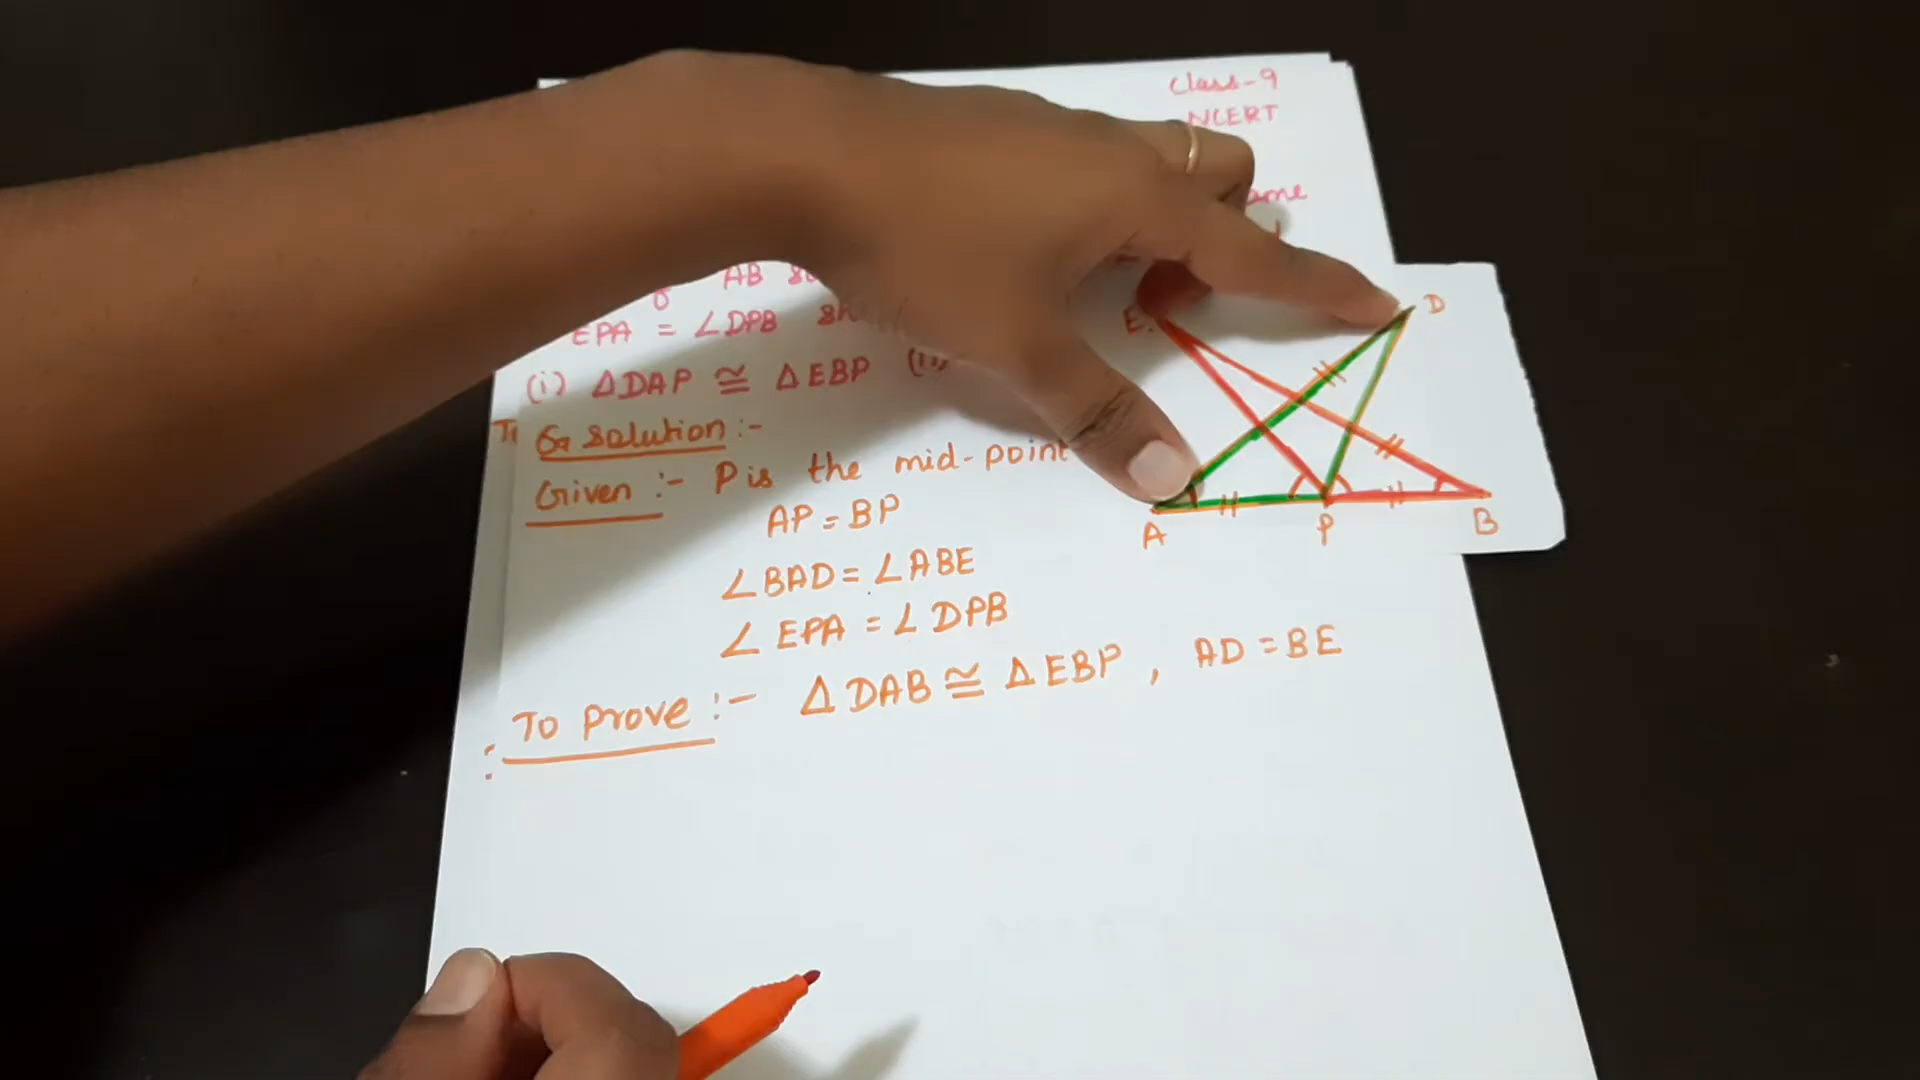 Class-9
NCERT
AB
EPA = ∠DPB
(i) ΔDAP ≅ ΔEBP (ii)
Solution :-
Given :- P is the mid-point
AP = BP
∠BAD = ∠ABE
∠EPA = ∠DPB
To Prove :- ΔDAB ≅ ΔEBP , AD = BE
E
D
A
P
B